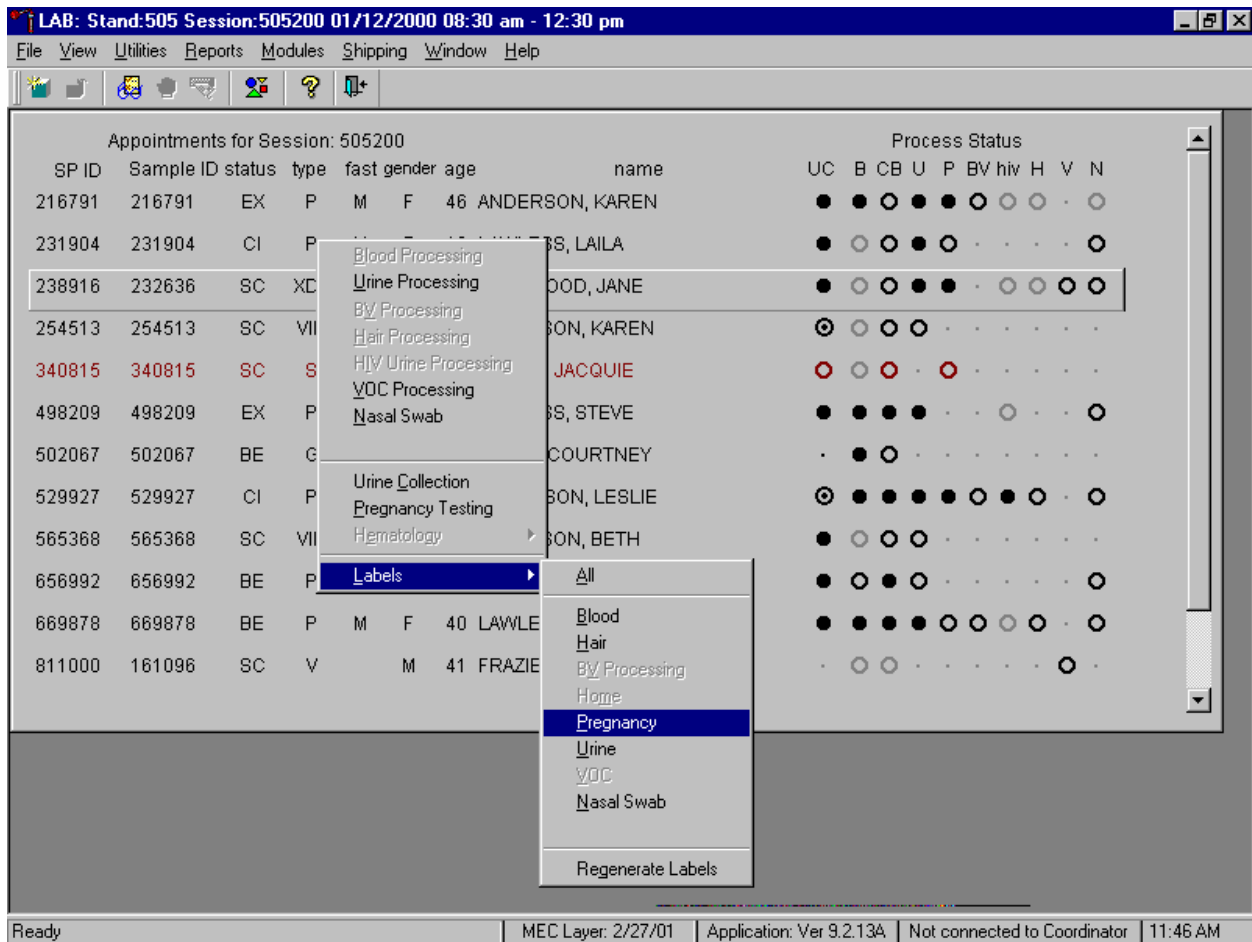 LAB: Stand:505 Session:505200 01/12/2000 08:30 am - 12:30 pm
File View Utilities Reports Modules Shipping Window Help
Appointments for Session: 505200 Process Status
SP ID Sample ID status type fast gender age name UC B CB U P BV hiv H V N
216791 216791 EX P M F 46 ANDERSON, KAREN
231904 231904 CI P SS, LAILA
238916 232636 SC XD OOD, JANE
254513 254513 SC VII SON, KAREN
340815 340815 SC S JACQUIE
498209 498209 EX P SS, STEVE
502067 502067 BE G COURTNEY
529927 529927 CI P SON, LESLIE
565368 565368 SC VII SON, BETH
656992 656992 BE P
669878 669878 BE P M F 40 LAWLE
811000 161096 SC V M 41 FRAZIE
Blood Processing
Urine Processing
BV Processing
Hair Processing
HIV Urine Processing
VOC Processing
Nasal Swab
Urine Collection
Pregnancy Testing
Hematology
Labels
All
Blood
Hair
BV Processing
Home
Pregnancy
Urine
VOC
Nasal Swab
Regenerate Labels
Ready MEC Layer: 2/27/01 Application: Ver 9.2.13A Not connected to Coordinator 11:46 AM